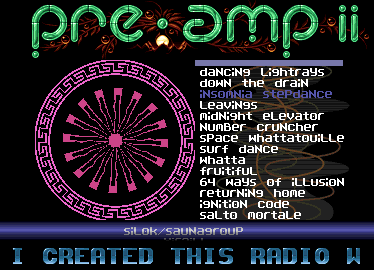 pre-amp ii
dancing lightrays
down the drain
insomnia stepdance
leavings
midnight elevator
number cruncher
space whattatouille
surf dance
whatta
fruitiful
64 ways of illusion
returning home
ignition code
salto mortale
silok/saunagroup
I CREATED THIS RADIO W